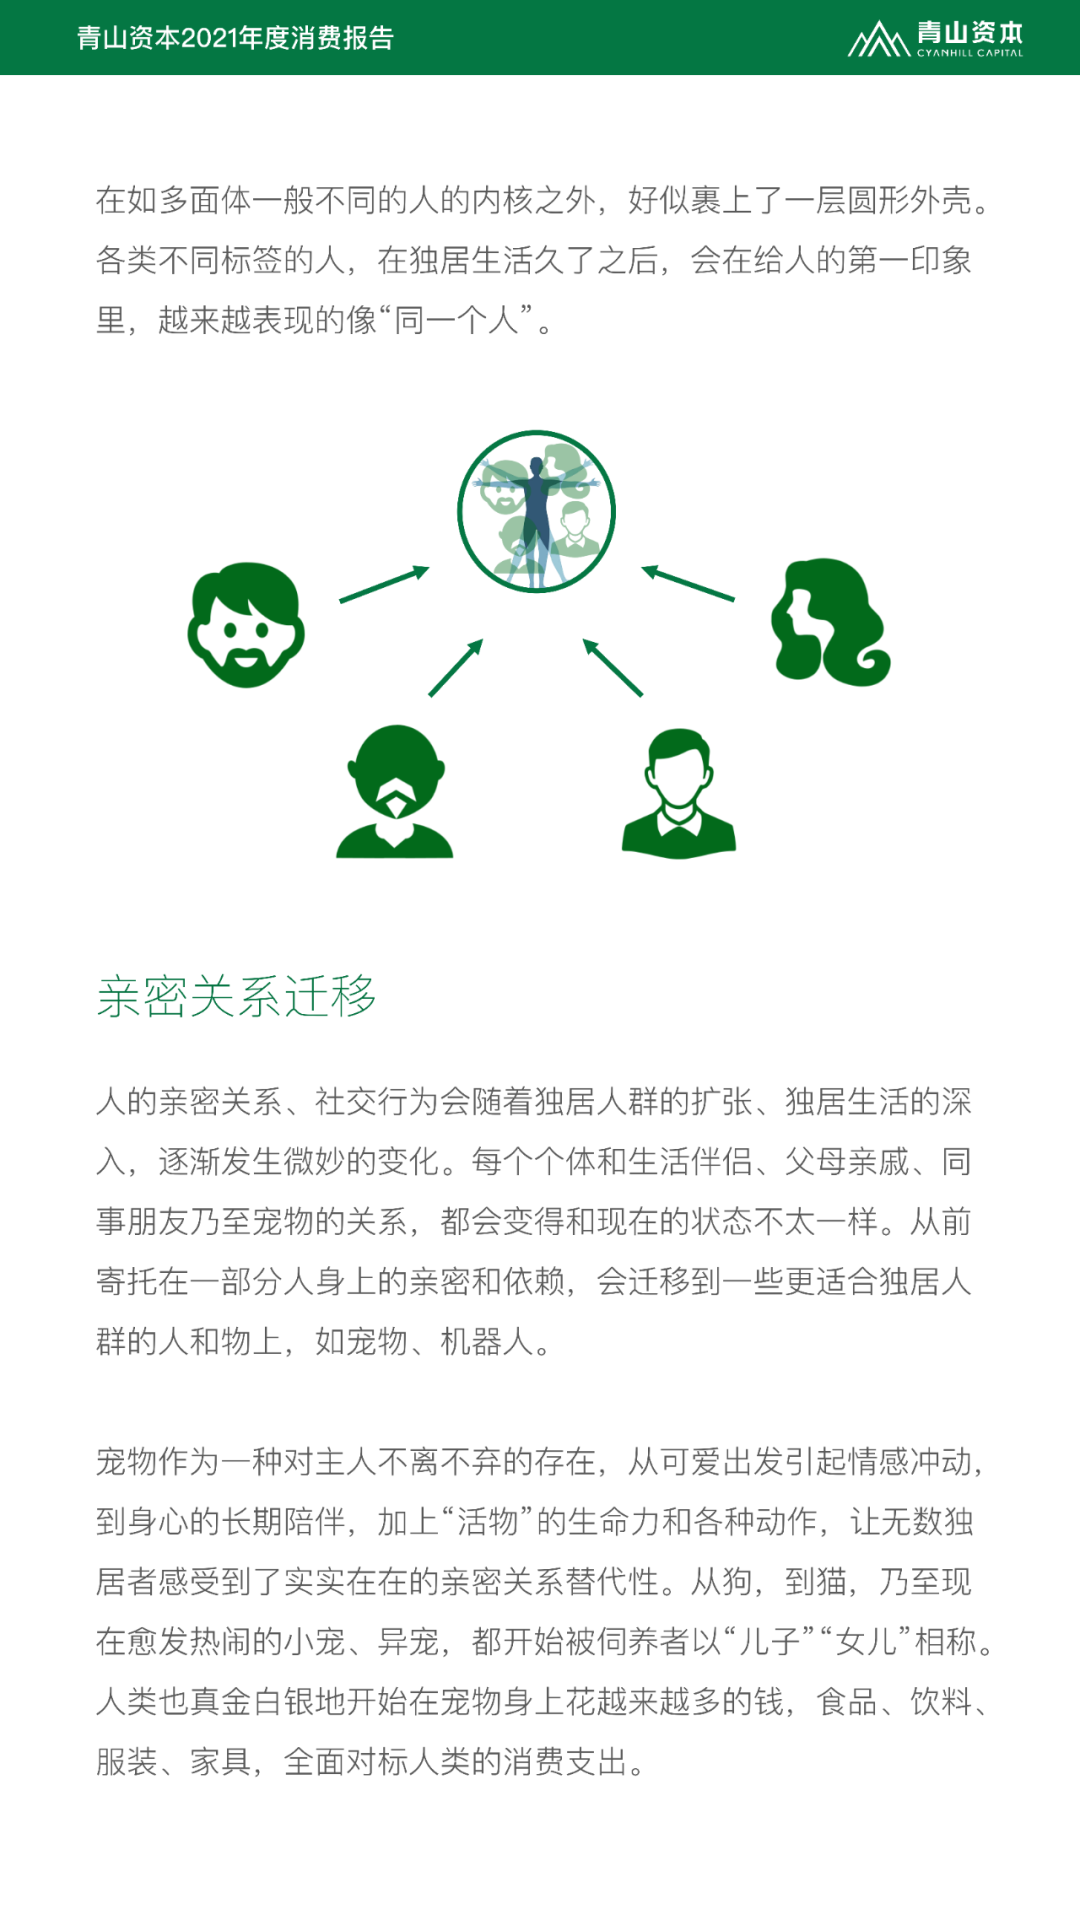 青山资本2021年度消费报告
青山资本
CYANHILL CAPITAL
在如多面体一般不同的人的内核之外，好似裹上了一层圆形外壳。
各类不同标签的人，在独居生活久了之后，会在给人的第一印象
里，越来越表现的像“同一个人”。
亲密关系迁移
人的亲密关系、社交行为会随着独居人群的扩张、独居生活的深
入，逐渐发生微妙的变化。每个个体和生活伴侣、父母亲戚、同
事朋友乃至宠物的关系，都会变得和现在的状态不太一样。从前
寄托在一部分人身上的亲密和依赖，会迁移到一些更适合独居人
群的人和物上，如宠物、机器人。
宠物作为一种对主人不离不弃的存在，从可爱出发引起情感冲动，
到身心的长期陪伴，加上“活物”的生命力和各种动作，让无数独
居者感受到了实实在在的亲密关系替代性。从狗，到猫，乃至现
在愈发热闹的小宠、异宠，都开始被伺养者以“儿子”“女儿”相称。
人类也真金白银地开始在宠物身上花越来越多的钱，食品、饮料、
服装、家具，全面对标人类的消费支出。